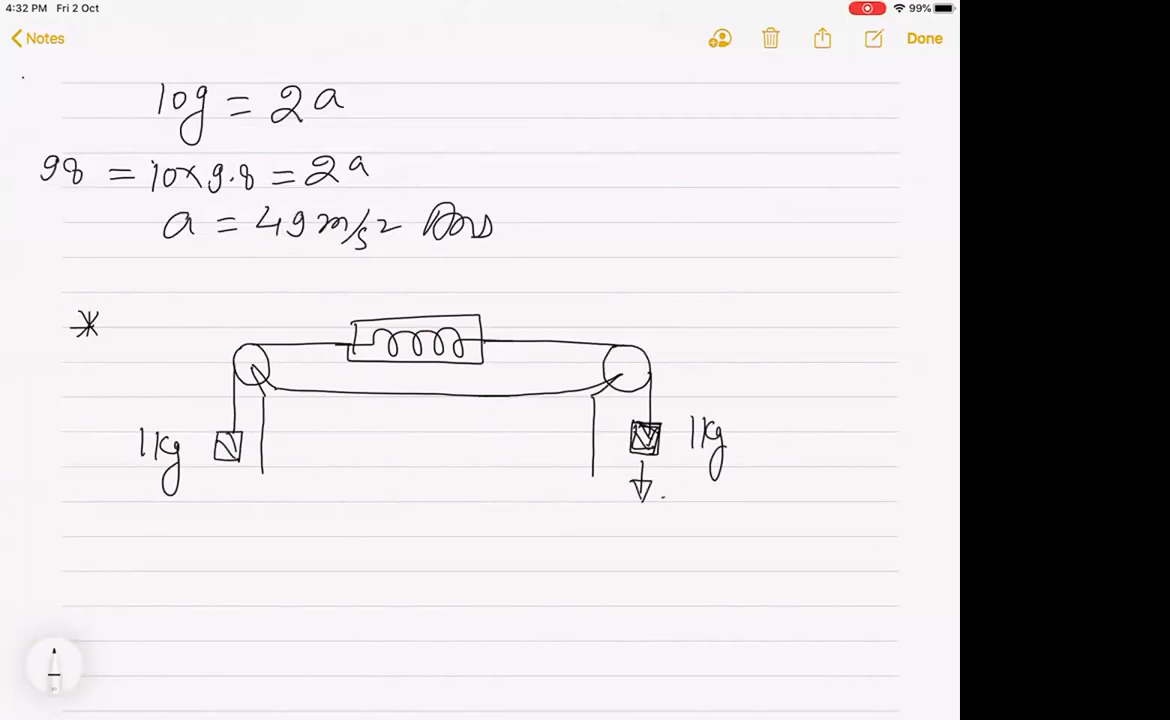 4:32 PM Fri 2 Oct
99%
Notes
Done
10g = 2a
98 = 10×9.8 = 2a
a = 49 m/s2 Ans
*
1kg
1kg